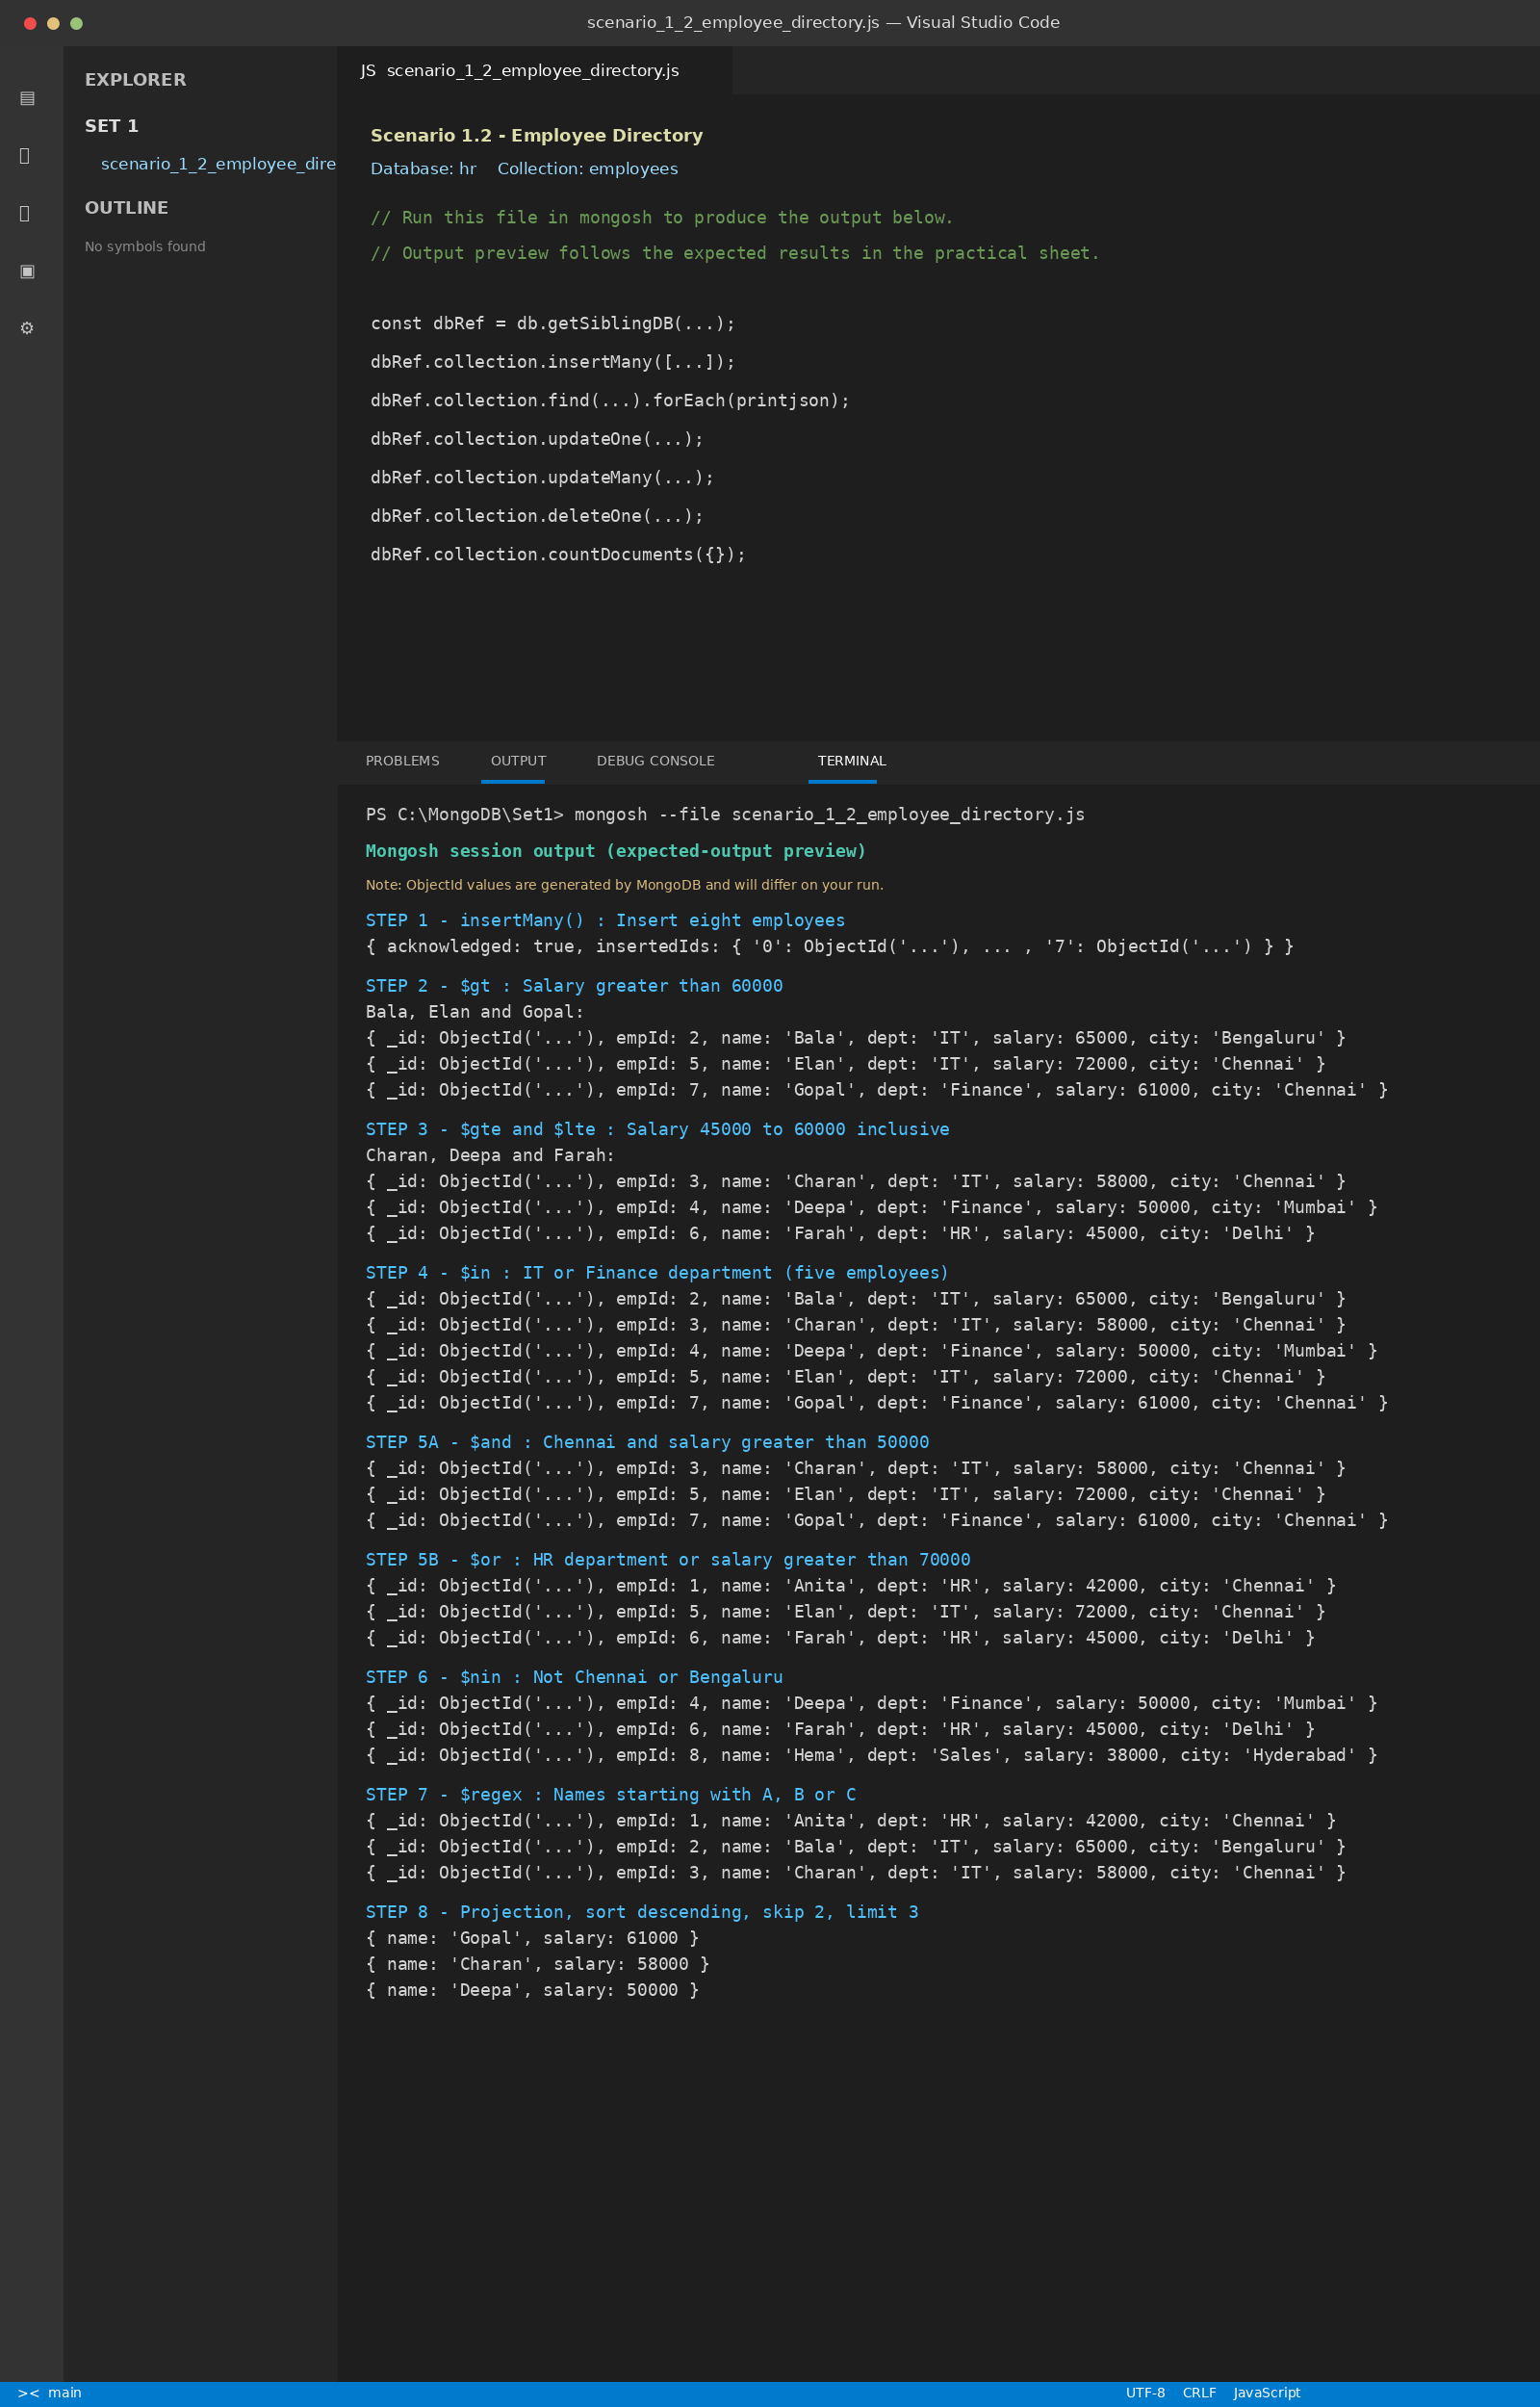 scenario_1_2_employee_directory.js — Visual Studio Code
EXPLORER
SET 1
scenario_1_2_employee_dire
OUTLINE
No symbols found
JS scenario_1_2_employee_directory.js
Scenario 1.2 - Employee Directory
Database: hr Collection: employees
// Run this file in mongosh to produce the output below.
// Output preview follows the expected results in the practical sheet.
const dbRef = db.getSiblingDB(...);
dbRef.collection.insertMany([...]);
dbRef.collection.find(...).forEach(printjson);
dbRef.collection.updateOne(...);
dbRef.collection.updateMany(...);
dbRef.collection.deleteOne(...);
dbRef.collection.countDocuments({});
PROBLEMS OUTPUT DEBUG CONSOLE TERMINAL
PS C:\MongoDB\Set1> mongosh --file scenario_1_2_employee_directory.js
Mongosh session output (expected-output preview)
Note: ObjectId values are generated by MongoDB and will differ on your run.
STEP 1 - insertMany() : Insert eight employees
{ acknowledged: true, insertedIds: { '0': ObjectId('...'), ... , '7': ObjectId('...') } }
STEP 2 - $gt : Salary greater than 60000
Bala, Elan and Gopal:
{ _id: ObjectId('...'), empId: 2, name: 'Bala', dept: 'IT', salary: 65000, city: 'Bengaluru' }
{ _id: ObjectId('...'), empId: 5, name: 'Elan', dept: 'IT', salary: 72000, city: 'Chennai' }
{ _id: ObjectId('...'), empId: 7, name: 'Gopal', dept: 'Finance', salary: 61000, city: 'Chennai' }
STEP 3 - $gte and $lte : Salary 45000 to 60000 inclusive
Charan, Deepa and Farah:
{ _id: ObjectId('...'), empId: 3, name: 'Charan', dept: 'IT', salary: 58000, city: 'Chennai' }
{ _id: ObjectId('...'), empId: 4, name: 'Deepa', dept: 'Finance', salary: 50000, city: 'Mumbai' }
{ _id: ObjectId('...'), empId: 6, name: 'Farah', dept: 'HR', salary: 45000, city: 'Delhi' }
STEP 4 - $in : IT or Finance department (five employees)
{ _id: ObjectId('...'), empId: 2, name: 'Bala', dept: 'IT', salary: 65000, city: 'Bengaluru' }
{ _id: ObjectId('...'), empId: 3, name: 'Charan', dept: 'IT', salary: 58000, city: 'Chennai' }
{ _id: ObjectId('...'), empId: 4, name: 'Deepa', dept: 'Finance', salary: 50000, city: 'Mumbai' }
{ _id: ObjectId('...'), empId: 5, name: 'Elan', dept: 'IT', salary: 72000, city: 'Chennai' }
{ _id: ObjectId('...'), empId: 7, name: 'Gopal', dept: 'Finance', salary: 61000, city: 'Chennai' }
STEP 5A - $and : Chennai and salary greater than 50000
{ _id: ObjectId('...'), empId: 3, name: 'Charan', dept: 'IT', salary: 58000, city: 'Chennai' }
{ _id: ObjectId('...'), empId: 5, name: 'Elan', dept: 'IT', salary: 72000, city: 'Chennai' }
{ _id: ObjectId('...'), empId: 7, name: 'Gopal', dept: 'Finance', salary: 61000, city: 'Chennai' }
STEP 5B - $or : HR department or salary greater than 70000
{ _id: ObjectId('...'), empId: 1, name: 'Anita', dept: 'HR', salary: 42000, city: 'Chennai' }
{ _id: ObjectId('...'), empId: 5, name: 'Elan', dept: 'IT', salary: 72000, city: 'Chennai' }
{ _id: ObjectId('...'), empId: 6, name: 'Farah', dept: 'HR', salary: 45000, city: 'Delhi' }
STEP 6 - $nin : Not Chennai or Bengaluru
{ _id: ObjectId('...'), empId: 4, name: 'Deepa', dept: 'Finance', salary: 50000, city: 'Mumbai' }
{ _id: ObjectId('...'), empId: 6, name: 'Farah', dept: 'HR', salary: 45000, city: 'Delhi' }
{ _id: ObjectId('...'), empId: 8, name: 'Hema', dept: 'Sales', salary: 38000, city: 'Hyderabad' }
STEP 7 - $regex : Names starting with A, B or C
{ _id: ObjectId('...'), empId: 1, name: 'Anita', dept: 'HR', salary: 42000, city: 'Chennai' }
{ _id: ObjectId('...'), empId: 2, name: 'Bala', dept: 'IT', salary: 65000, city: 'Bengaluru' }
{ _id: ObjectId('...'), empId: 3, name: 'Charan', dept: 'IT', salary: 58000, city: 'Chennai' }
STEP 8 - Projection, sort descending, skip 2, limit 3
{ name: 'Gopal', salary: 61000 }
{ name: 'Charan', salary: 58000 }
{ name: 'Deepa', salary: 50000 }
>< main UTF-8 CRLF JavaScript